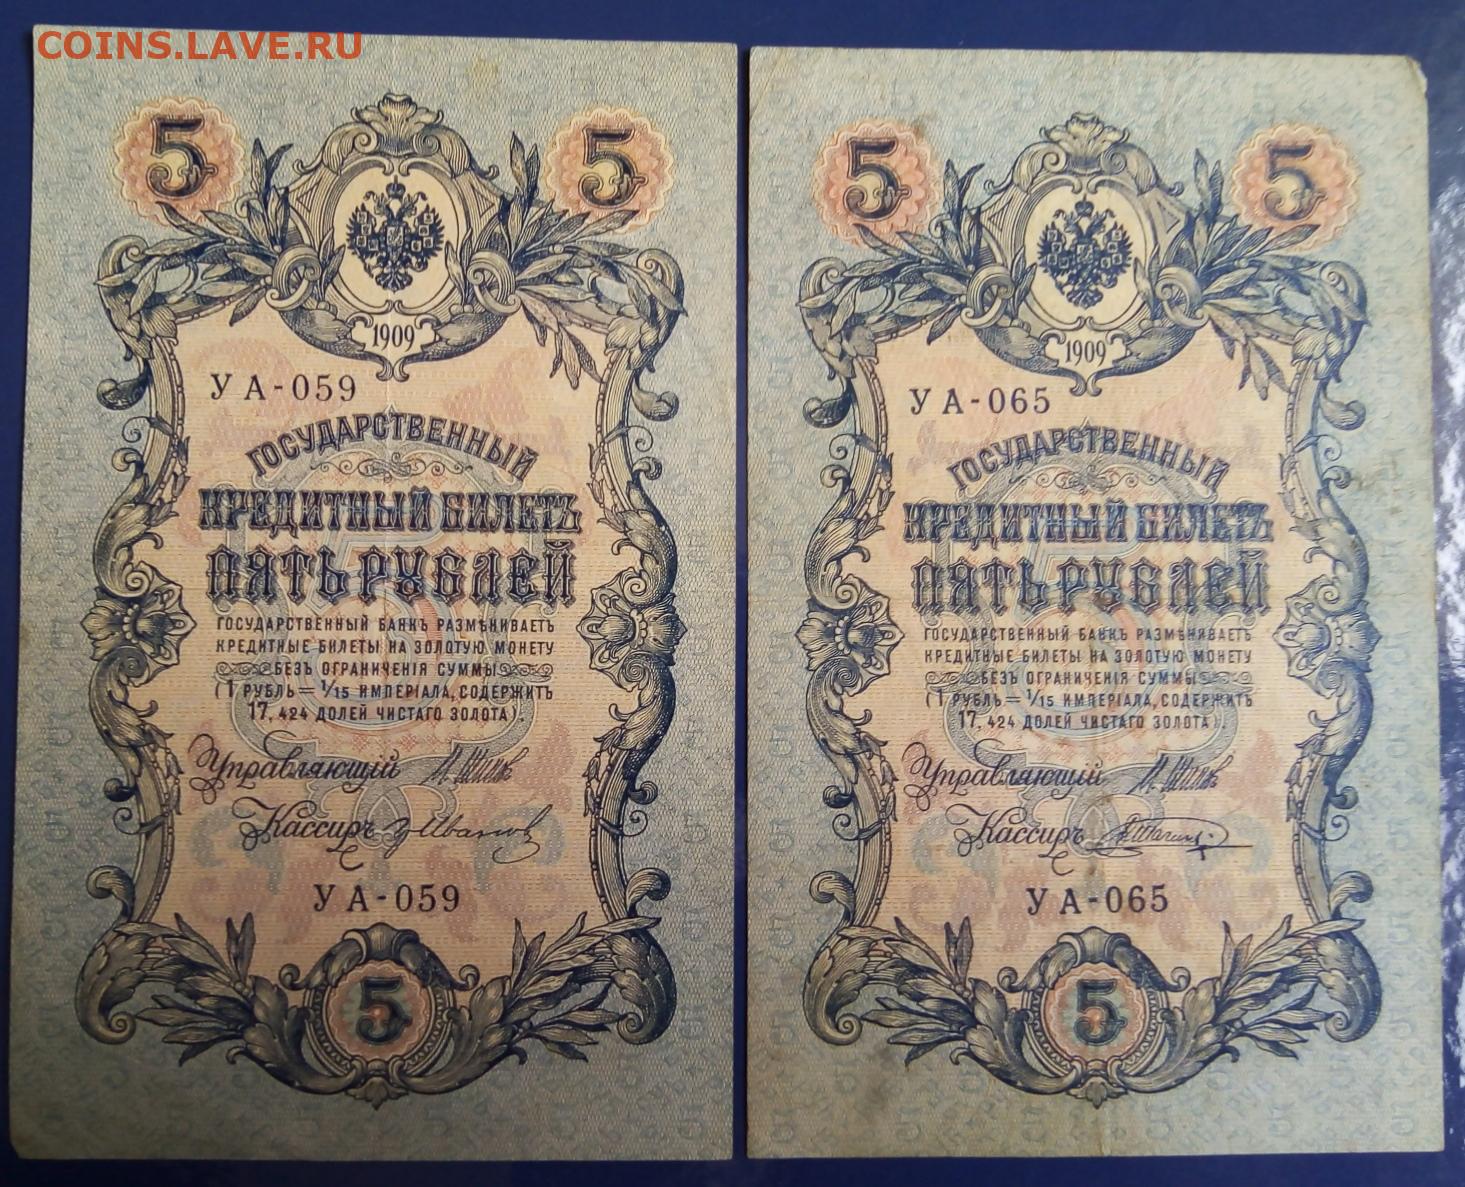 COINS.LAVE.RU
5 5
1909
УА-059
ГОСУДАРСТВЕННЫЙ
КРЕДИТНЫЙ БИЛЕТЪ
ПЯТЬ РУБЛЕЙ
ГОСУДАРСТВЕННЫЙ БАНКЪ РАЗМѢНИВАЕТЪ
КРЕДИТНЫЕ БИЛЕТЫ НА ЗОЛОТУЮ МОНЕТУ
БЕЗЪ ОГРАНИЧЕНІЯ СУММЫ
(1 РУБЛЬ = 1/15 ИМПЕРІАЛА, СОДЕРЖИТЪ
17, 424 ДОЛЕЙ ЧИСТАГО ЗОЛОТА).
Управляющій
Кассиръ
УА-059
5
5 5
1909
УА-065
ГОСУДАРСТВЕННЫЙ
КРЕДИТНЫЙ БИЛЕТЪ
ПЯТЬ РУБЛЕЙ
ГОСУДАРСТВЕННЫЙ БАНКЪ РАЗМѢНИВАЕТЪ
КРЕДИТНЫЕ БИЛЕТЫ НА ЗОЛОТУЮ МОНЕТУ
БЕЗЪ ОГРАНИЧЕНІЯ СУММЫ
(1 РУБЛЬ = 1/15 ИМПЕРІАЛА, СОДЕРЖИТЪ
17, 424 ДОЛЕЙ ЧИСТАГО ЗОЛОТА).
Управляющій
Кассиръ
УА-065
5